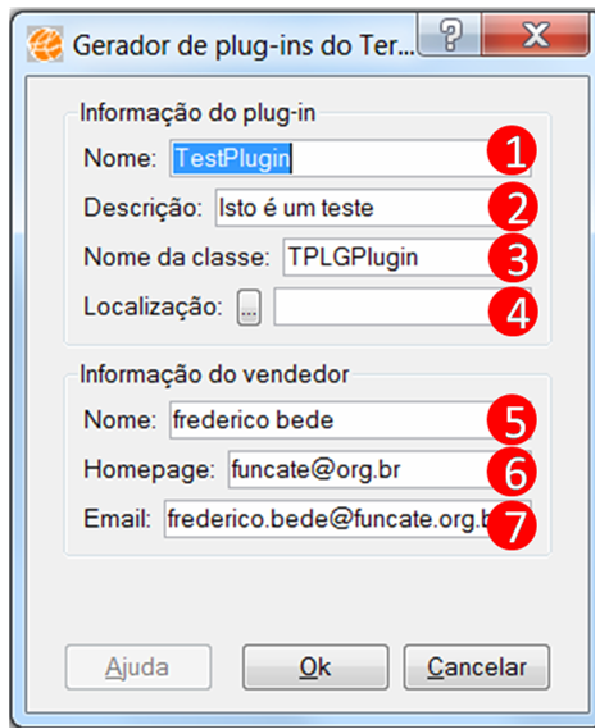 Gerador de plug-ins do Ter... ? X
Informação do plug-in
Nome: TestPlugin 1
Descrição: Isto é um teste 2
Nome da classe: TPLGPlugin 3
Localização: ... 4
Informação do vendedor
Nome: frederico bede 5
Homepage: funcate@org.br 6
Email: frederico.bede@funcate.org.b 7
Ajuda Ok Cancelar